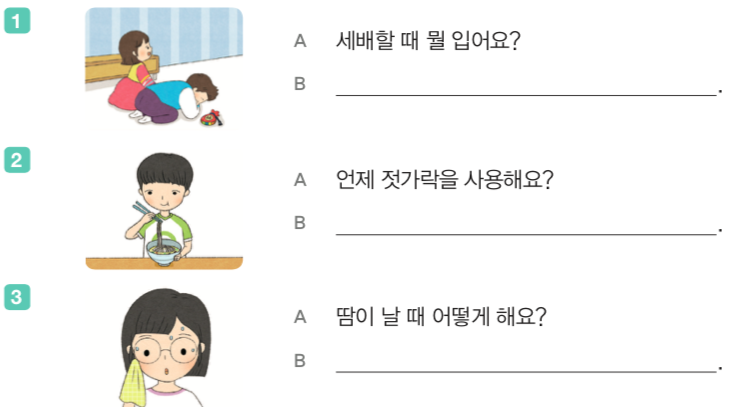 1
A 세배할 때 뭘 입어요?
B .
2
A 언제 젓가락을 사용해요?
B .
3
A 땀이 날 때 어떻게 해요?
B .